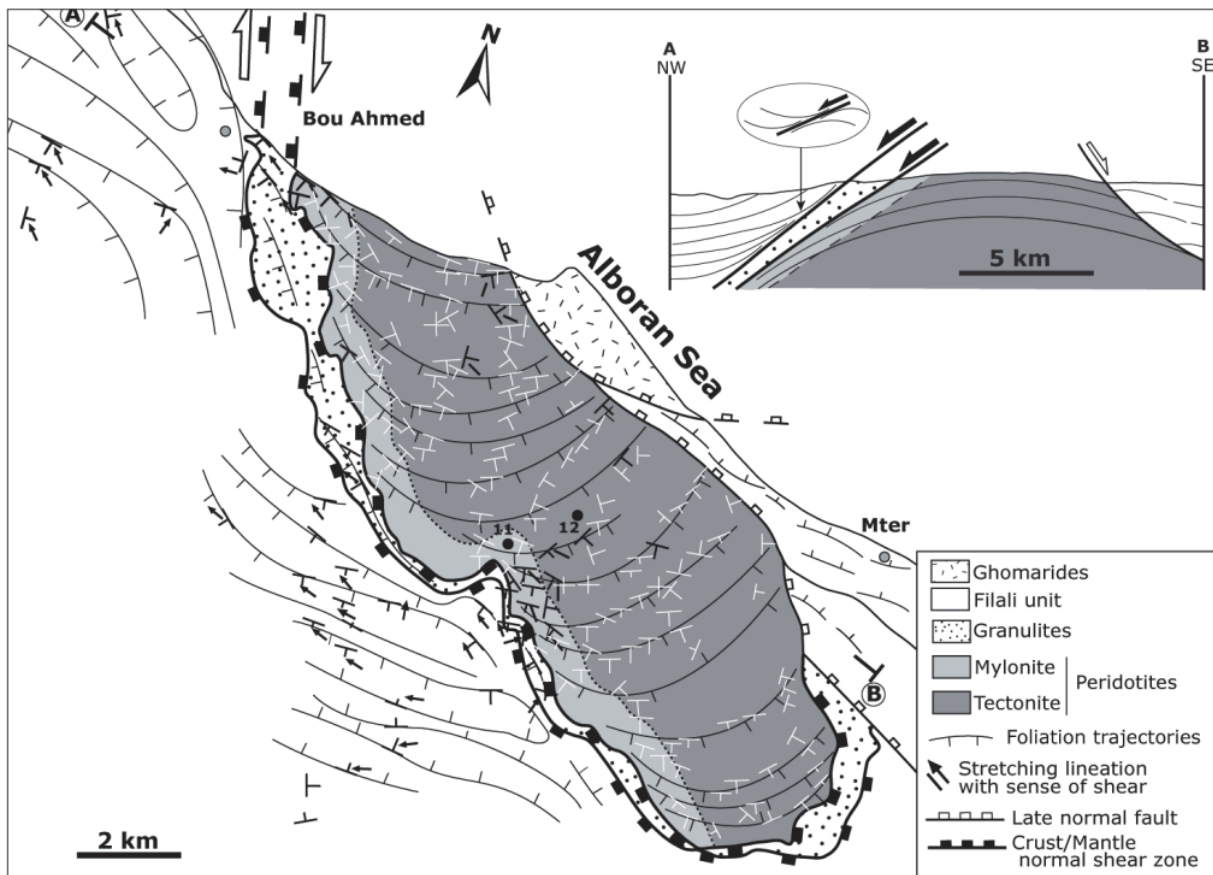 A
N
Bou Ahmed
A
NW
B
SE
5 km
Alboran Sea
11
12
Mter
B
2 km
Ghomarides
Filali unit
Granulites
Mylonite
Tectonite
Peridotites
Foliation trajectories
Stretching lineation
with sense of shear
Late normal fault
Crust/Mantle
normal shear zone